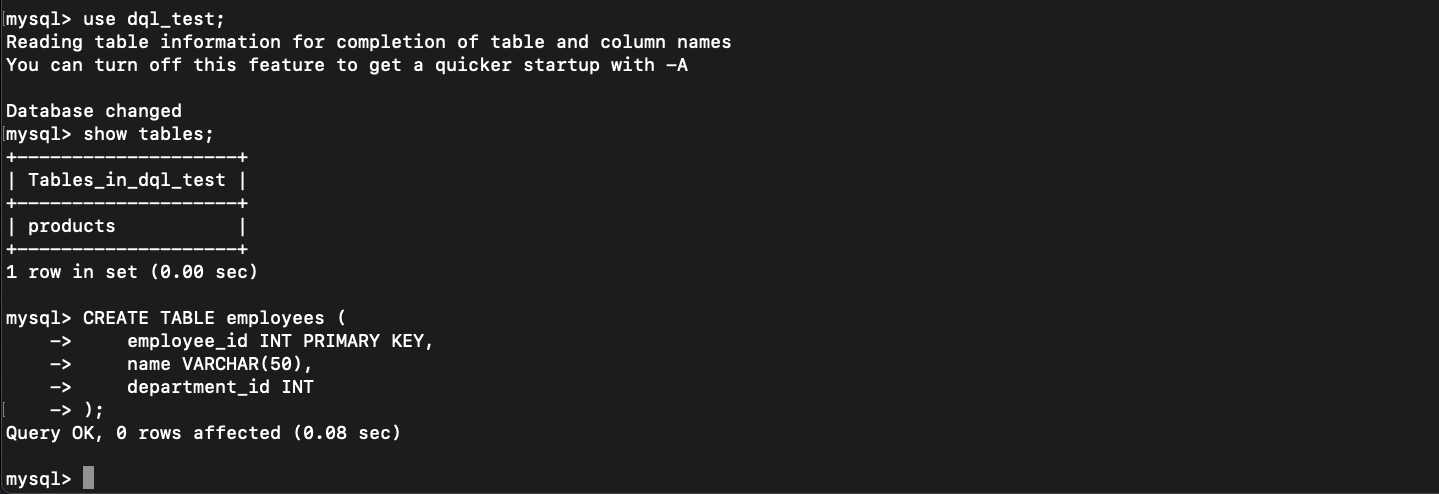 mysql> use dql_test;
Reading table information for completion of table and column names
You can turn off this feature to get a quicker startup with -A
Database changed
mysql> show tables;
+--------------------+
| Tables_in_dql_test |
+--------------------+
| products           |
+--------------------+
1 row in set (0.00 sec)
mysql> CREATE TABLE employees (
    ->     employee_id INT PRIMARY KEY,
    ->     name VARCHAR(50),
    ->     department_id INT
    -> );
Query OK, 0 rows affected (0.08 sec)
mysql>